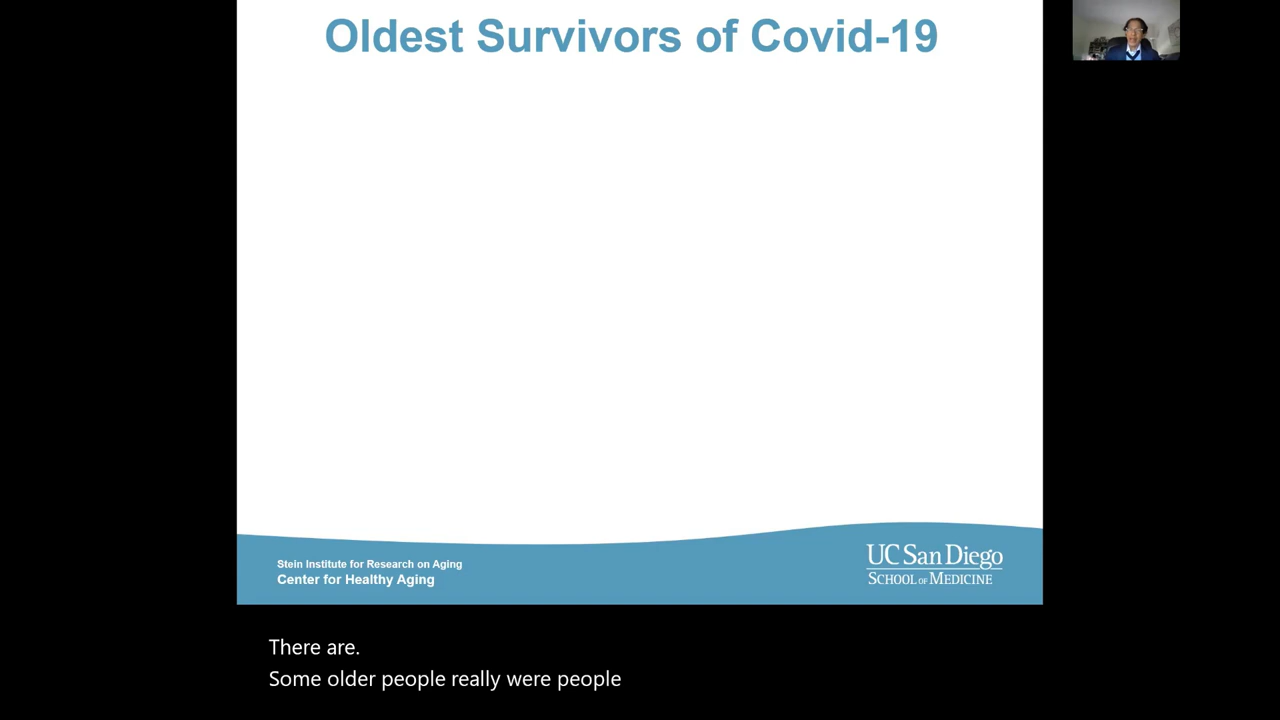 Oldest Survivors of Covid-19
Stein Institute for Research on Aging
Center for Healthy Aging
UC San Diego
SCHOOL OF MEDICINE
There are.
Some older people really were people